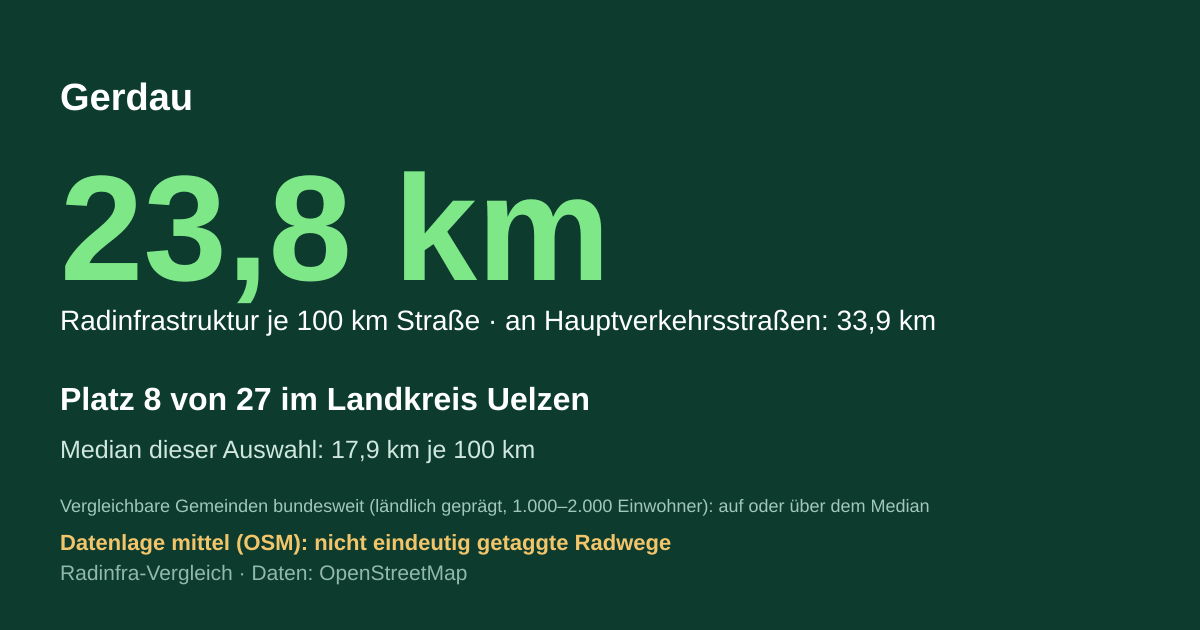 Gerdau
23,8 km
Radinfrastruktur je 100 km Straße · an Hauptverkehrsstraßen: 33,9 km
Platz 8 von 27 im Landkreis Uelzen
Median dieser Auswahl: 17,9 km je 100 km
Vergleichbare Gemeinden bundesweit (ländlich geprägt, 1.000–2.000 Einwohner): auf oder über dem Median
Datenlage mittel (OSM): nicht eindeutig getaggte Radwege
Radinfra-Vergleich · Daten: OpenStreetMap